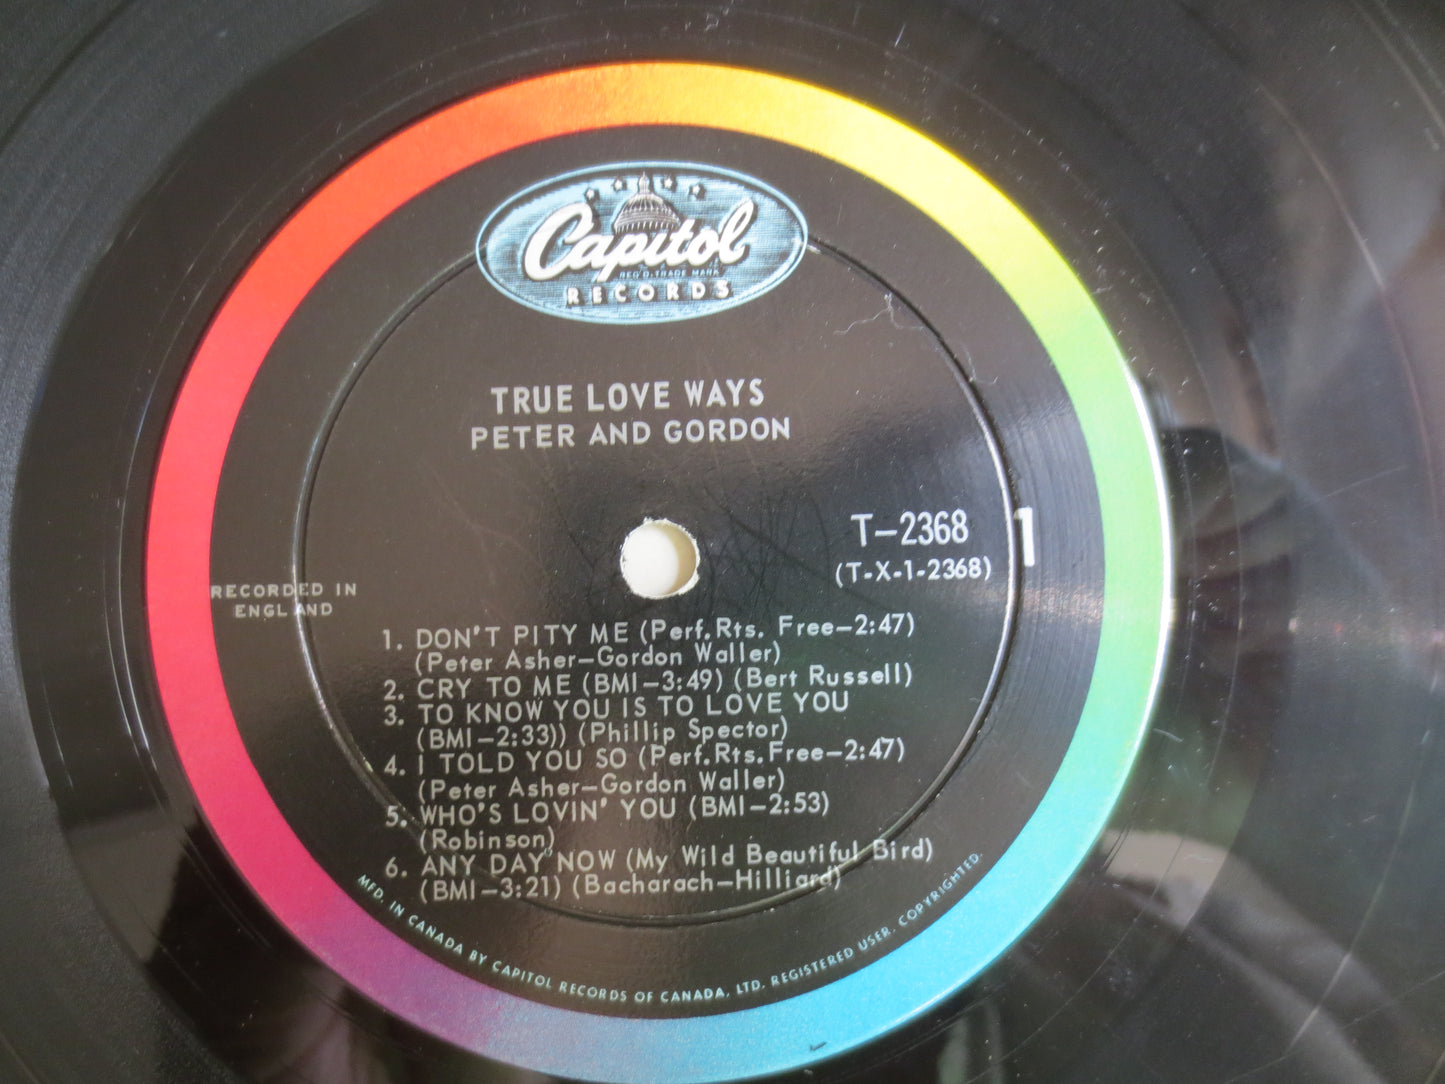 Capitol
REG'D. TRADE MARK
RECORDS
TRUE LOVE WAYS
PETER AND GORDON
T-2368
1
(T-X-1-2368)
RECORDED IN
ENGLAND
1. DON'T PITY ME (Perf. Rts. Free-2:47)
(Peter Asher-Gordon Waller)
2. CRY TO ME (BMI-3:49) (Bert Russell)
3. TO KNOW YOU IS TO LOVE YOU
(BMI-2:33)) (Phillip Spector)
4. I TOLD YOU SO (Perf. Rts. Free-2:47)
(Peter Asher-Gordon Waller)
5. WHO'S LOVIN' YOU (BMI-2:53)
(Robinson)
6. ANY DAY NOW (My Wild Beautiful Bird)
(BMI-3:21) (Bacharach-Hilliard)
MFD. IN CANADA BY CAPITOL RECORDS OF CANADA, LTD. REGISTERED USER. COPYRIGHTED.